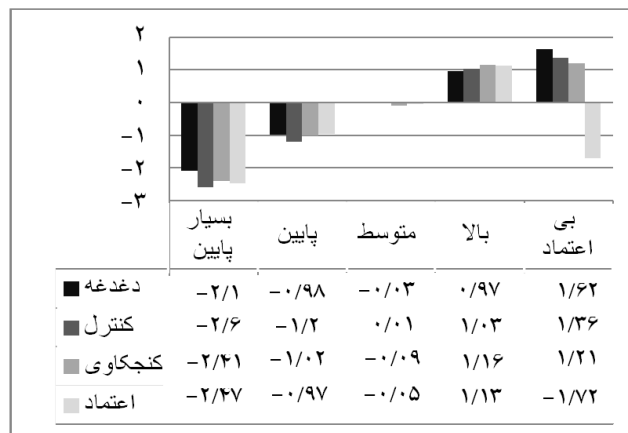 ۲
۱
۰
-۱
-۲
-۳
بسیار پایین	پایین	متوسط	بالا	بی اعتماد
دغدغه	-۲/۱	-۰/۹۸	-۰/۰۳	۰/۹۷	۱/۶۲
کنترل	-۲/۶	-۱/۲	۰/۰۱	۱/۰۳	۱/۳۶
کنجکاوی	-۲/۴۱	-۱/۰۲	-۰/۰۹	۱/۱۶	۱/۲۱
اعتماد	-۲/۴۷	-۰/۹۷	-۰/۰۵	۱/۱۳	-۱/۷۲